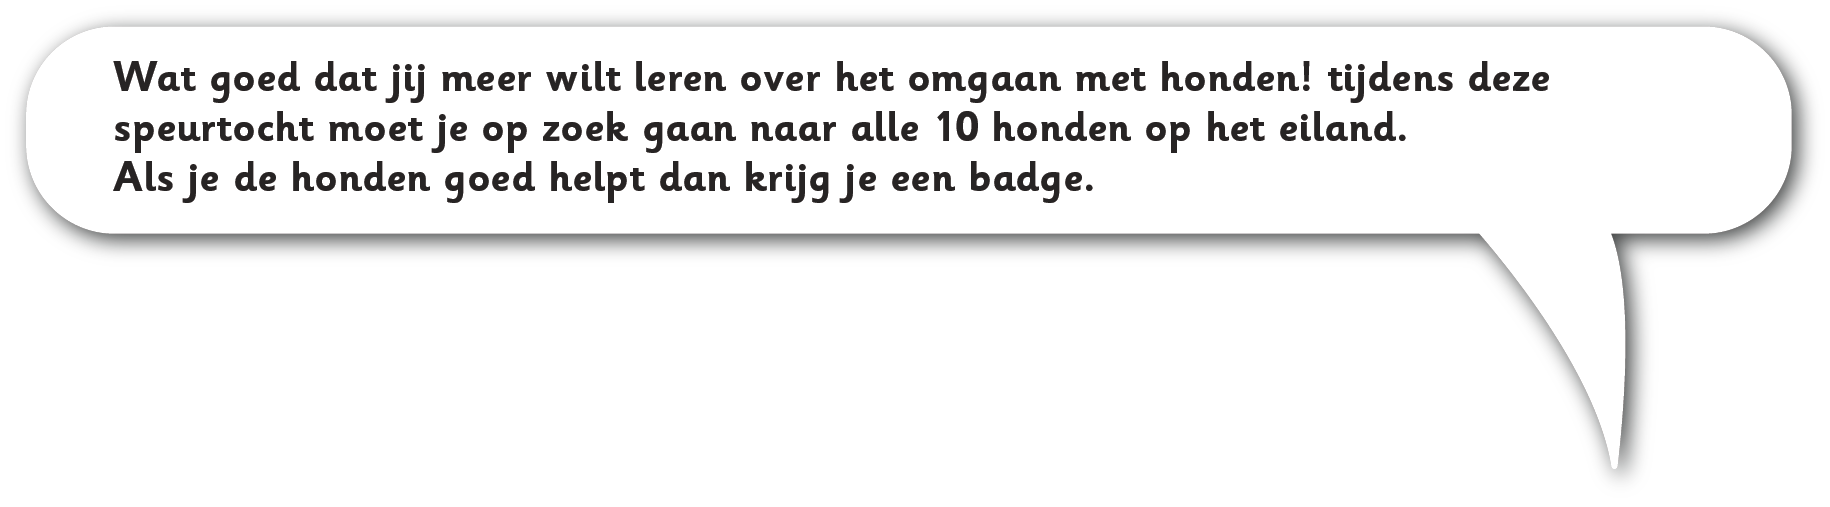 Wat goed dat jij meer wilt leren over het omgaan met honden! tijdens deze
speurtocht moet je op zoek gaan naar alle 10 honden op het eiland.
Als je de honden goed helpt dan krijg je een badge.